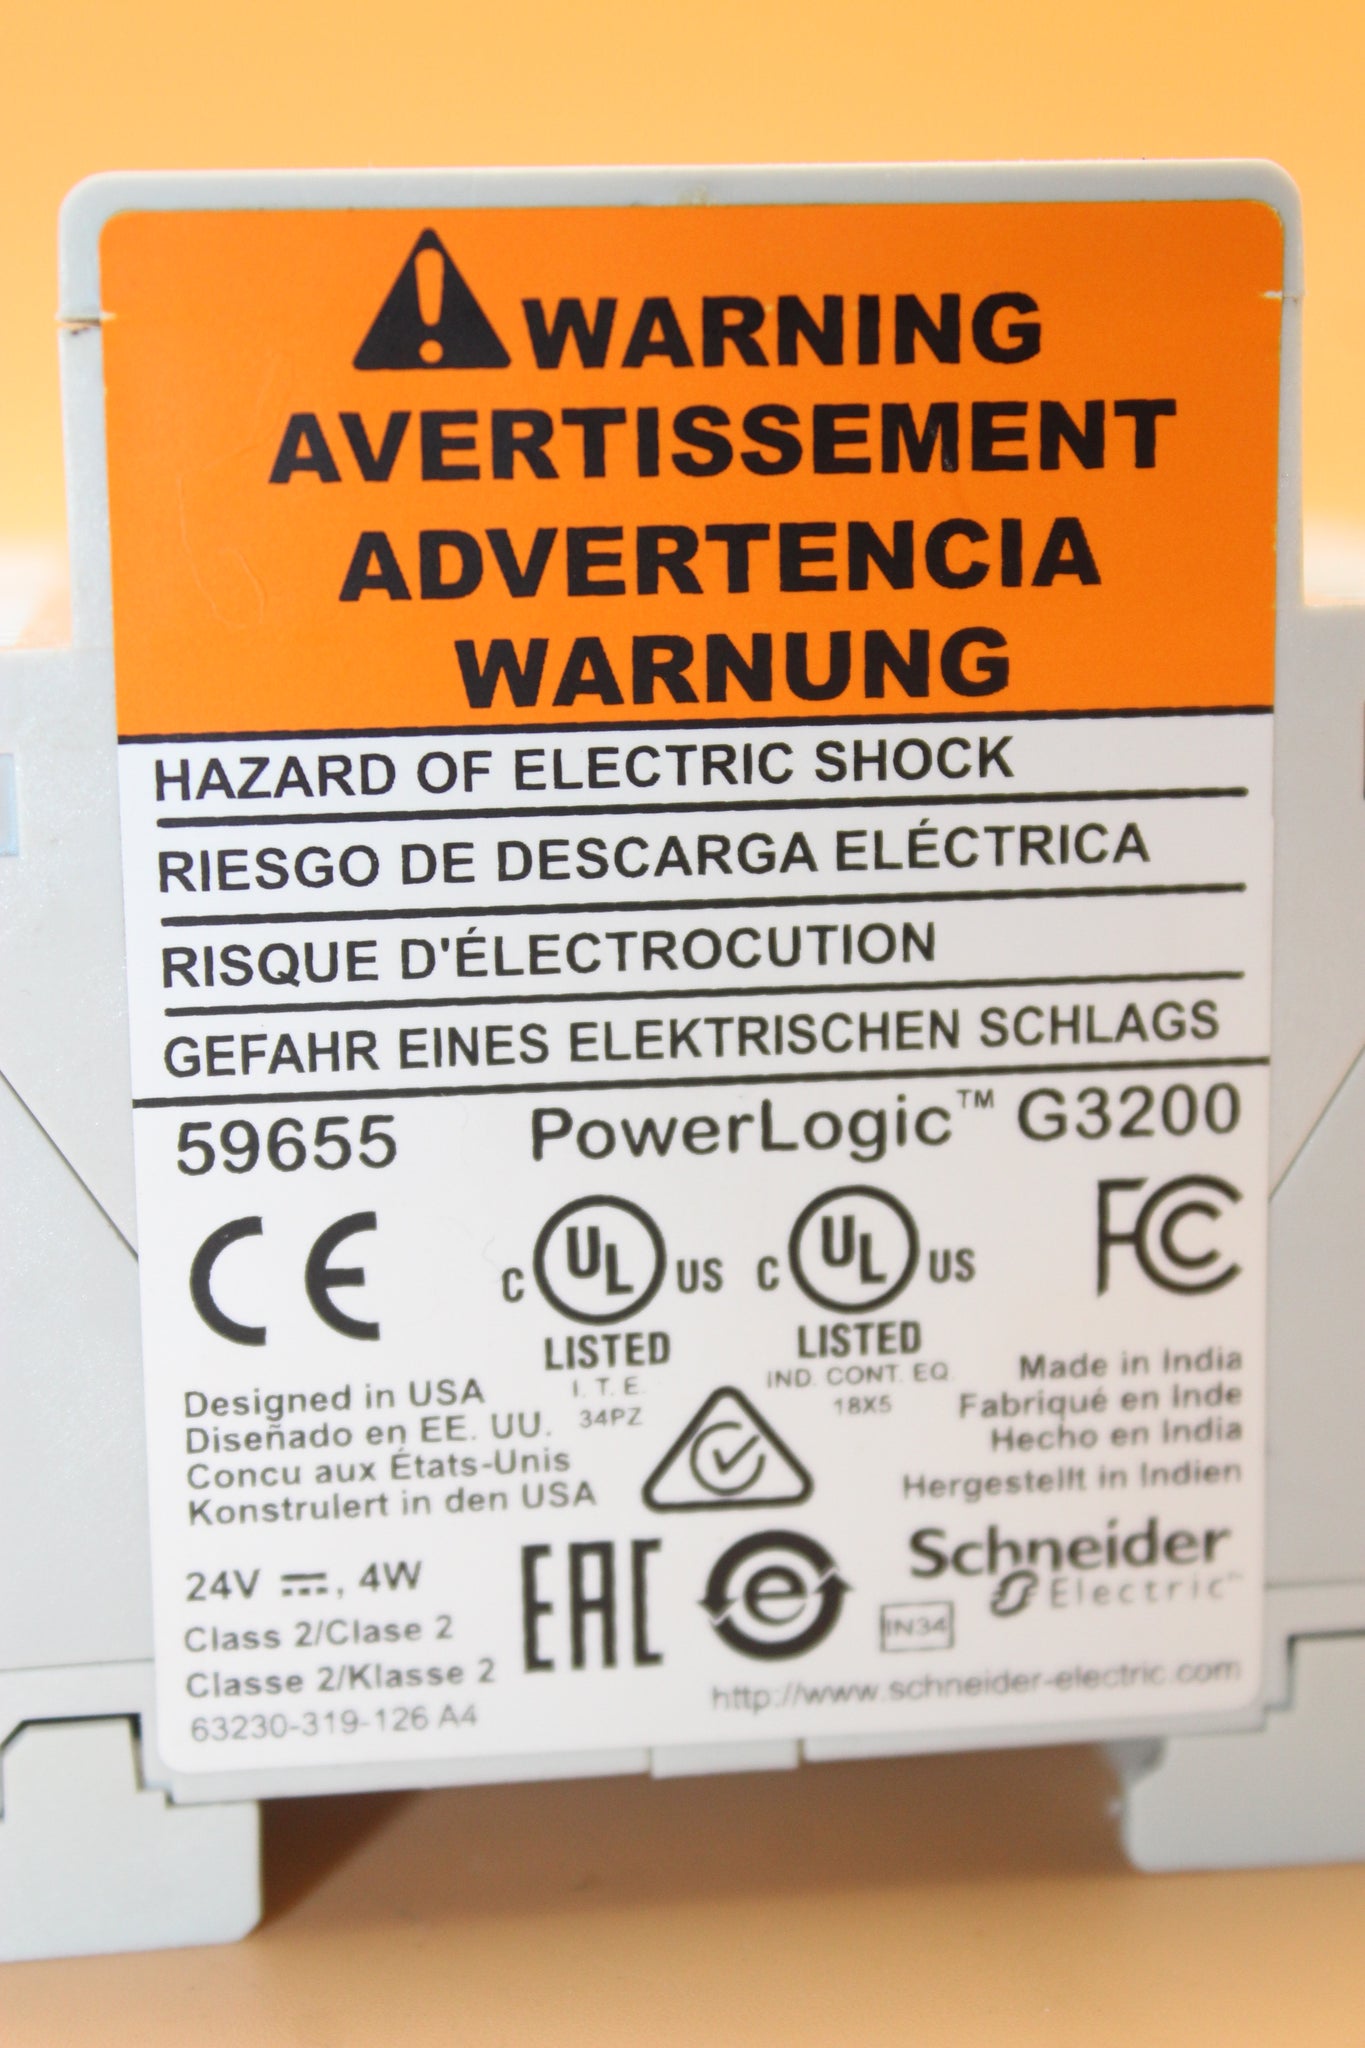 WARNING
AVERTISSEMENT
ADVERTENCIA
WARNUNG
HAZARD OF ELECTRIC SHOCK
RIESGO DE DESCARGA ELÉCTRICA
RISQUE D'ÉLECTROCUTION
GEFAHR EINES ELEKTRISCHEN SCHLAGS
59655 PowerLogic™ G3200
CE
C UL US
LISTED
I. T. E.
34PZ
C UL US
LISTED
IND. CONT. EQ.
18X5
FC
Designed in USA
Diseñado en EE. UU.
Concu aux États-Unis
Konstrulert in den USA
Made in India
Fabriqué en Inde
Hecho en India
Hergestellt in Indien
24V ⎓, 4W
Class 2/Clase 2
Classe 2/Klasse 2
63230-319-126 A4
EAC
e
IN34
Schneider
Electric™
http://www.schneider-electric.com